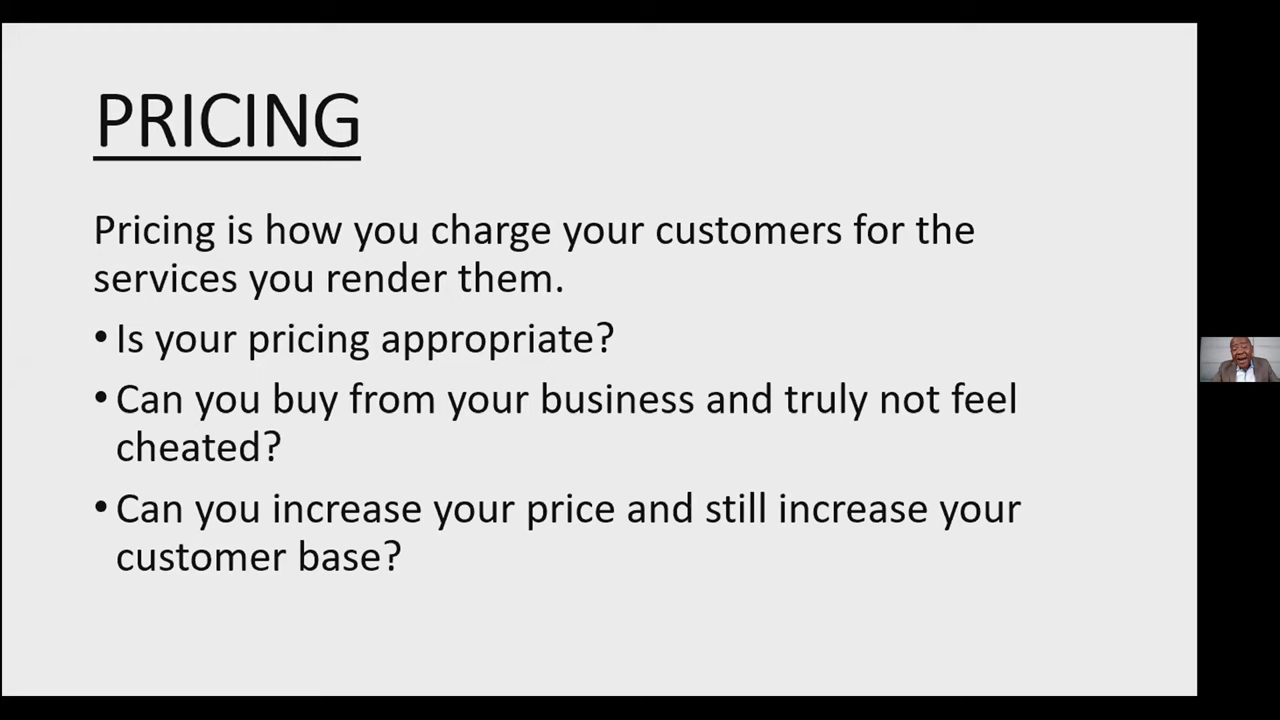 PRICING
Pricing is how you charge your customers for the
services you render them.
• Is your pricing appropriate?
• Can you buy from your business and truly not feel
cheated?
• Can you increase your price and still increase your
customer base?